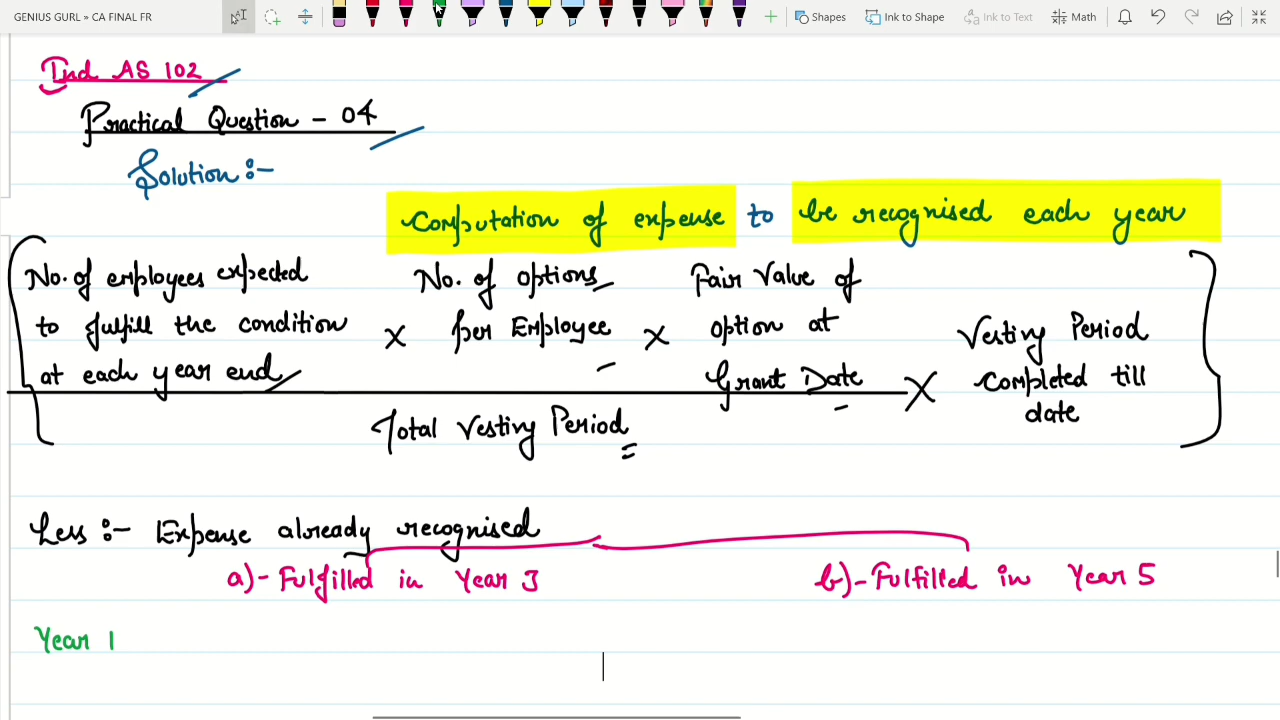 GENIUS GURL » CA FINAL FR
Shapes
Ink to Shape
Ink to Text
Math
Ind AS 102
Practical Question - 04
Solution :-
Computation of expense to be recognised each year
No. of employees expected
to fulfill the condition
at each year end
×
No. of options
per Employee
×
Fair Value of
option at
Grant Date
Total Vesting Period
×
Vesting Period
completed till
date
Less :- Expense already recognised
a)- Fulfilled in Year 3
b)- Fulfilled in Year 5
Year 1